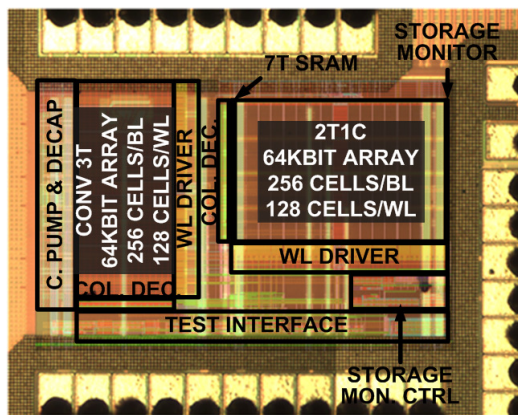 STORAGE
MONITOR
7T SRAM
C. PUMP & DECAP
CONV 3T
64KBIT ARRAY
256 CELLS/BL
128 CELLS/WL
WL DRIVER
COL. DEC.
COL. DEC.
2T1C
64KBIT ARRAY
256 CELLS/BL
128 CELLS/WL
WL DRIVER
TEST INTERFACE
STORAGE
MON. CTRL